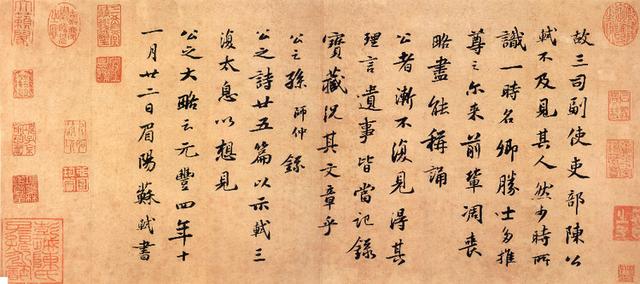 故三司副使吏部陳公
軾不及見其人然少時所
識一時名卿勝士多推
尊之尓来前輩凋喪
略盡能稱誦
公者漸不復見得其
理言遺事皆當記錄
寶藏况其文章乎
公之孫師仲錄
公之詩廿五篇以示軾三
復太息以想見
公之大略云元豐四年十
一月廿二日眉陽蘇軾書